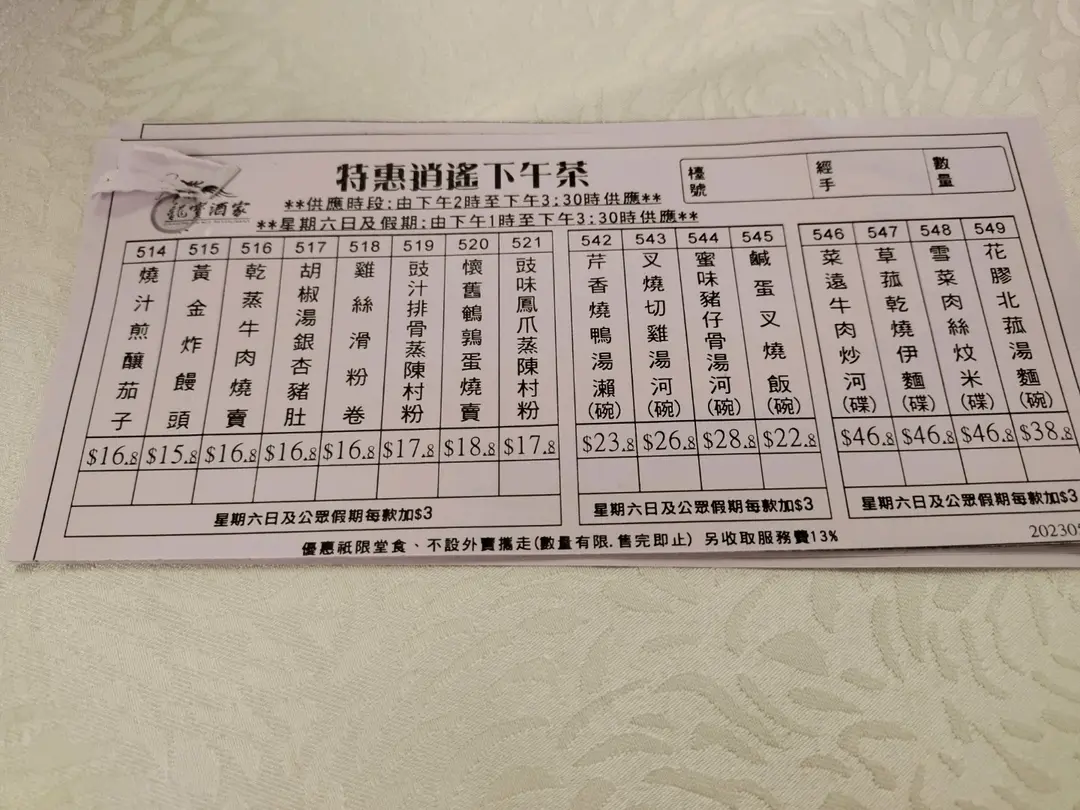 龍寶酒家
特惠逍遙下午茶
**供應時段:由下午2時至下午3:30時供應**
**星期六日及假期:由下午1時至下午3:30時供應**
檯號
經手
數量
514 燒汁煎釀茄子 $16.8
515 黃金炸饅頭 $15.8
516 乾蒸牛肉燒賣 $16.8
517 胡椒湯銀杏豬肚 $16.8
518 雞絲滑粉卷 $16.8
519 豉汁排骨蒸陳村粉 $17.8
520 懷舊鵪鶉蛋燒賣 $18.8
521 豉味鳳爪蒸陳村粉 $17.8
星期六日及公眾假期每款加$3
542 芹香燒鴨湯瀨(碗) $23.8
543 叉燒切雞湯河(碗) $26.8
544 蜜味豬仔骨湯河(碗) $28.8
545 鹹蛋叉燒飯(碗) $22.8
星期六日及公眾假期每款加$3
546 菜遠牛肉炒河(碟) $46.8
547 草菰乾燒伊麵(碟) $46.8
548 雪菜肉絲炆米(碟) $46.8
549 花膠北菰湯麵(碗) $38.8
星期六日及公眾假期每款加$3
優惠祇限堂食、不設外賣攜走(數量有限.售完即止) 另收取服務費13%